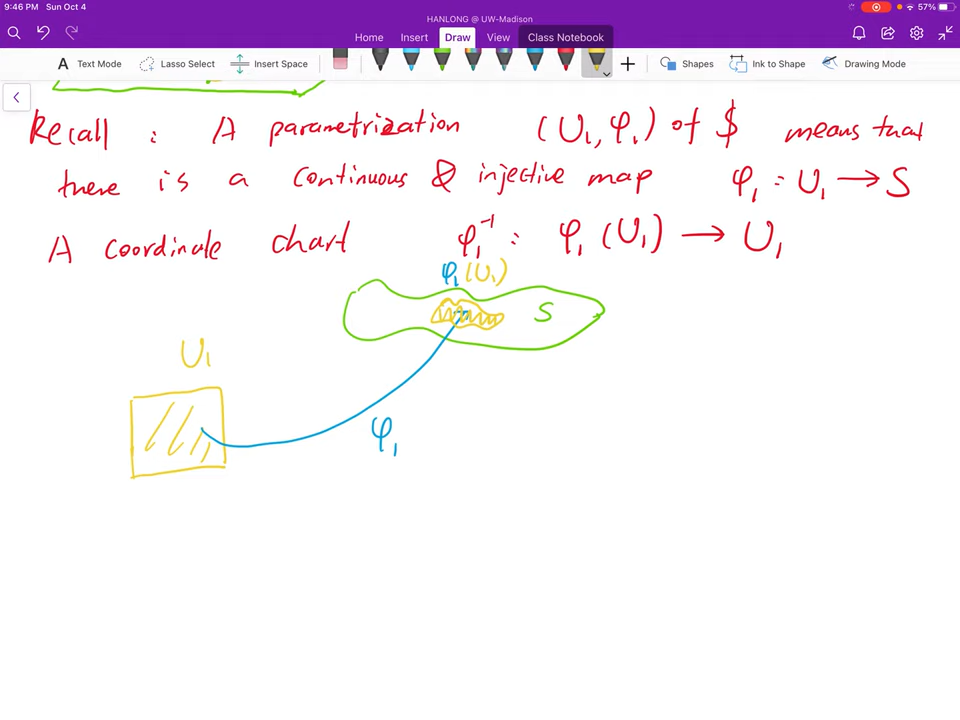 9:46 PM Sun Oct 4
57%
HANLONG @ UW-Madison
Home Insert Draw View Class Notebook
Text Mode Lasso Select Insert Space Shapes Ink to Shape Drawing Mode
Recall : A parametrization (U₁, φ₁) of $ means that
there is a continuous & injective map φ₁ : U₁ → S
A coordinate chart φ₁⁻¹ : φ₁(U₁) → U₁
φ₁(U₁)
S
U₁
φ₁